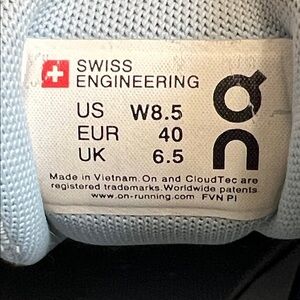 SWISS
ENGINEERING
US W8.5
EUR 40
UK 6.5
on
Made in Vietnam. On and CloudTec are
registered trademarks. Worldwide patents
www.on-running.com FVN PI